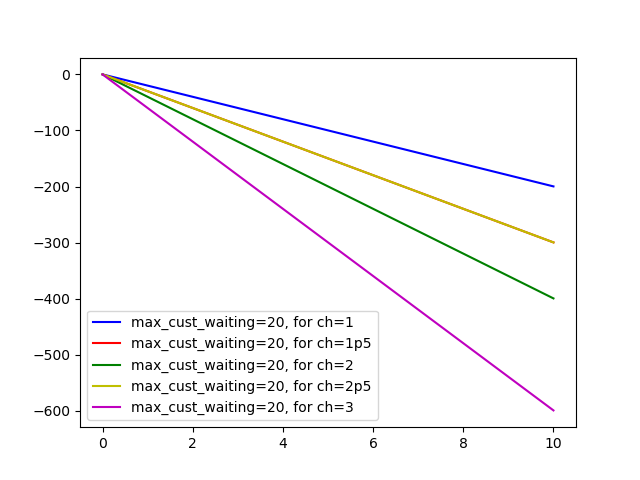 0
−100
−200
−300
−400
−500
−600
max_cust_waiting=20, for ch=1
max_cust_waiting=20, for ch=1p5
max_cust_waiting=20, for ch=2
max_cust_waiting=20, for ch=2p5
max_cust_waiting=20, for ch=3
0 2 4 6 8 10